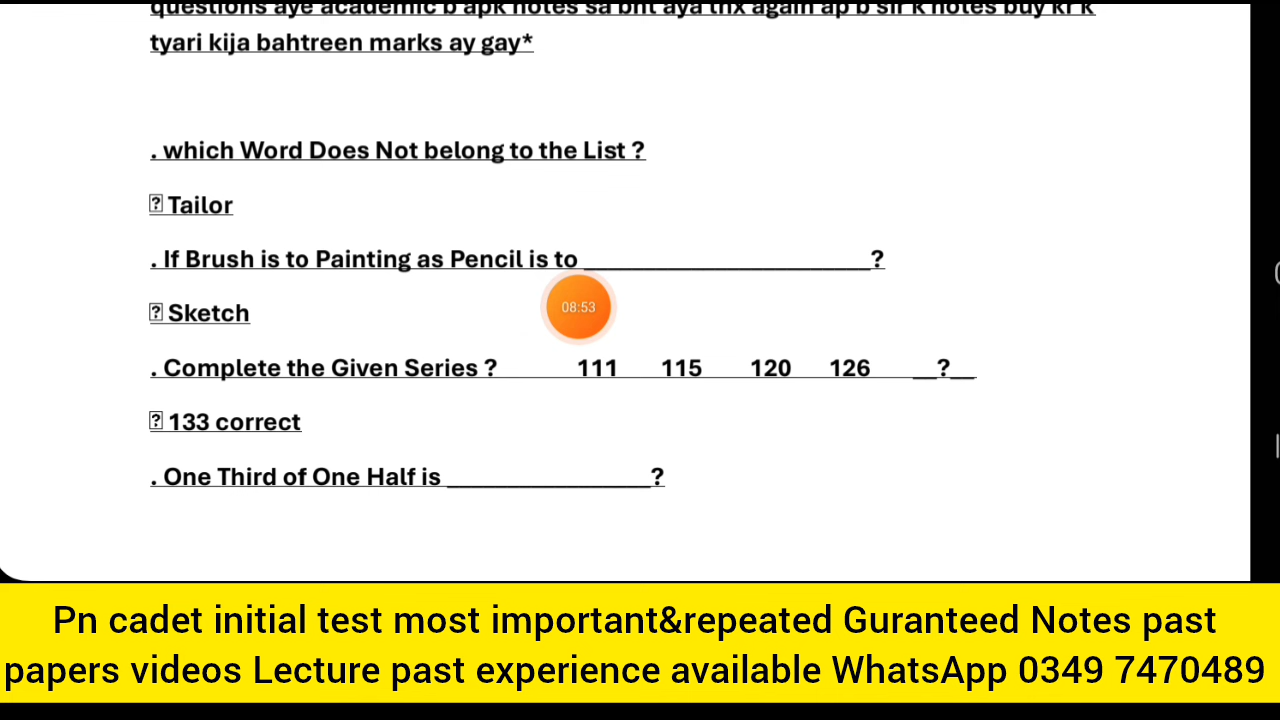 questions aye academic b apk notes sa bht aya thx again ap b sir k notes buy kr k
tyari kija bahtreen marks ay gay*
. which Word Does Not belong to the List ?
⍰ Tailor
. If Brush is to Painting as Pencil is to ______________________?
⍰ Sketch
08:53
. Complete the Given Series ? 111 115 120 126 __?__
⍰ 133 correct
. One Third of One Half is ________________?
Pn cadet initial test most important&repeated Guranteed Notes past
papers videos Lecture past experience available WhatsApp 0349 7470489